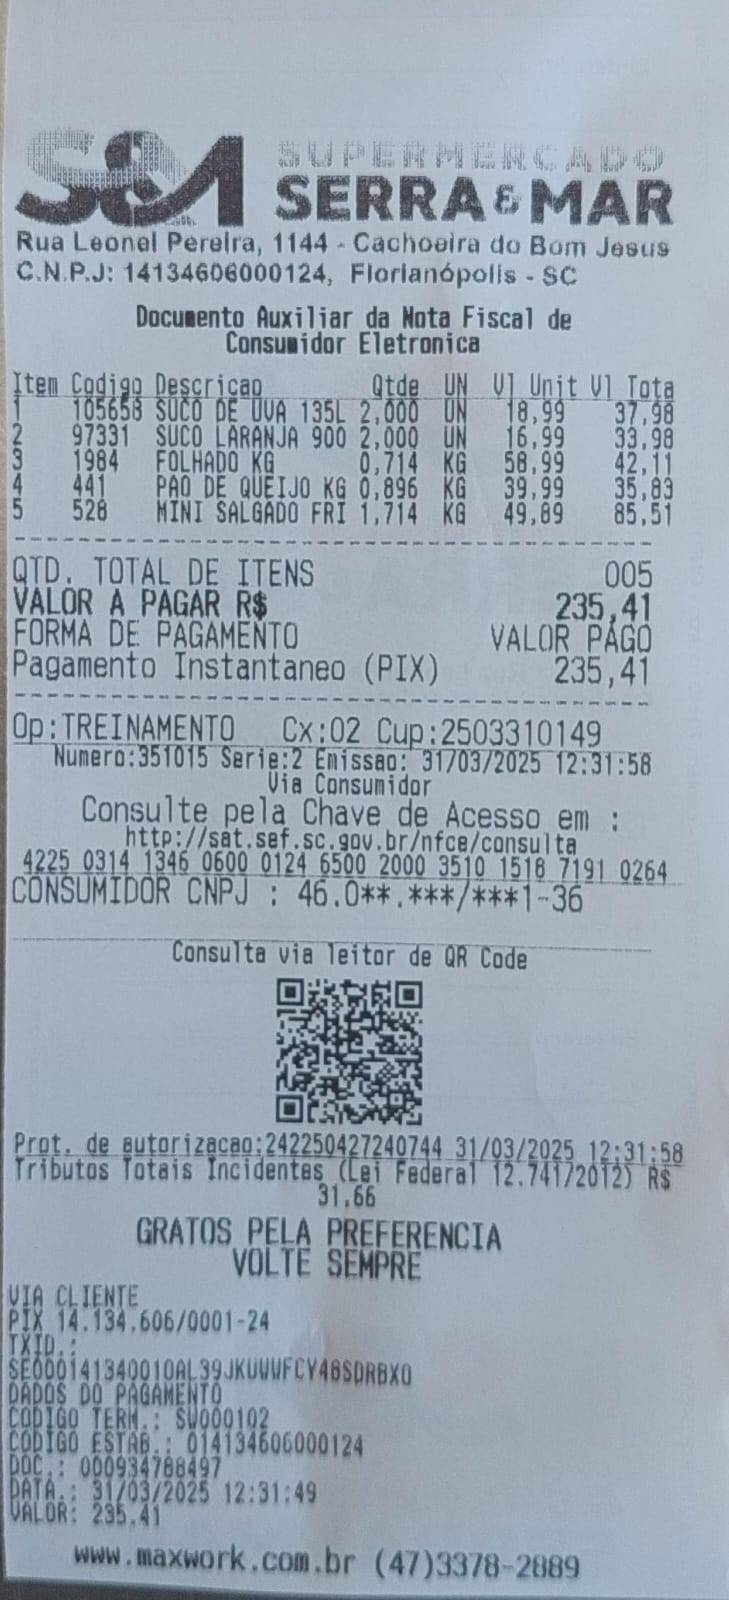 S&M SUPERMERCADO
SERRA & MAR
Rua Leonel Pereira, 1144 - Cachoeira do Bom Jesus
C.N.P.J: 14134606000124, Florianópolis - SC
Documento Auxiliar da Nota Fiscal de
Consumidor Eletronica
Item Codigo Descricao Qtde UN Vl Unit Vl Tota
1 105658 SUCO DE UVA 135L 2,000 UN 18,99 37,98
2 97331 SUCO LARANJA 900 2,000 UN 16,99 33,98
3 1984 FOLHADO KG 0,714 KG 58,99 42,11
4 441 PAO DE QUEIJO KG 0,896 KG 39,99 35,83
5 528 MINI SALGADO FRI 1,714 KG 49,89 85,51
QTD. TOTAL DE ITENS 005
VALOR A PAGAR R$ 235,41
FORMA DE PAGAMENTO VALOR PAGO
Pagamento Instantaneo (PIX) 235,41
Op:TREINAMENTO Cx:02 Cup:2503310149
Numero:351015 Serie:2 Emissao: 31/03/2025 12:31:58
Via Consumidor
Consulte pela Chave de Acesso em :
http://sat.sef.sc.gov.br/nfce/consulta
4225 0314 1346 0600 0124 6500 2000 3510 1518 7191 0264
CONSUMIDOR CNPJ : 46.0**.***/***1-36
Consulta via leitor de QR Code
Prot. de autorizacao:242250427240744 31/03/2025 12:31:58
Tributos Totais Incidentes (Lei Federal 12.741/2012) R$
31,66
GRATOS PELA PREFERENCIA
VOLTE SEMPRE
VIA CLIENTE
PIX 14.134.606/0001-24
TXID.:
SE000141340010AL39JKUWWFCY48SDRBXO
DADOS DO PAGAMENTO
CODIGO TERM.: SW000102
CODIGO ESTAB.: 014134606000124
DOC.: 000934788497
DATA.: 31/03/2025 12:31:49
VALOR: 235,41
www.maxwork.com.br (47)3378-2889